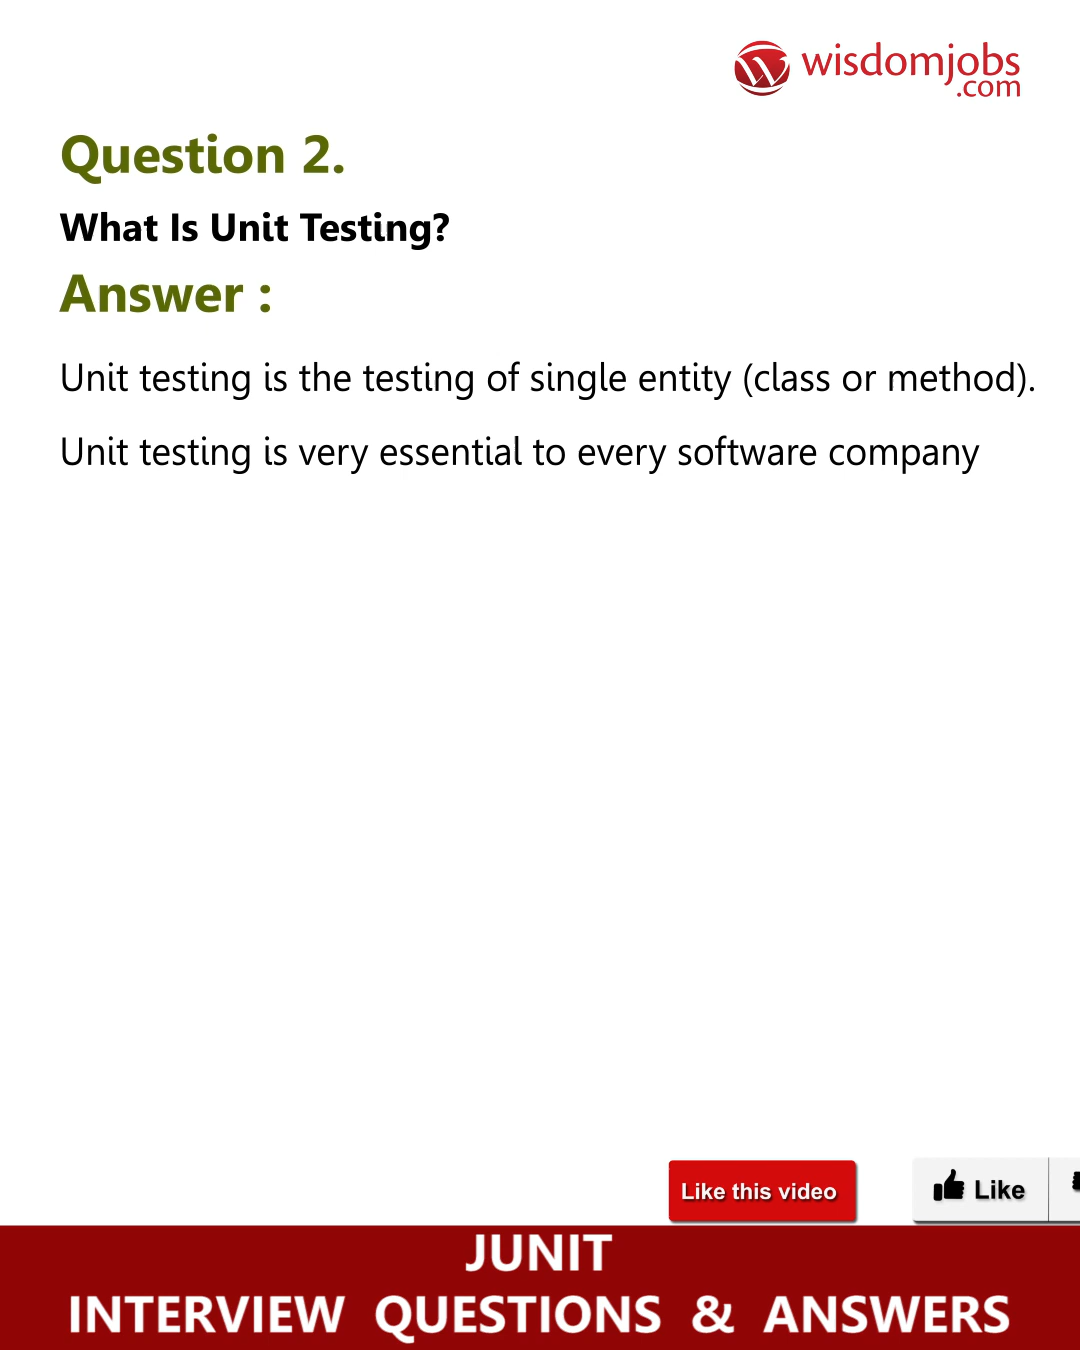 wisdomjobs
.com
Question 2.
What Is Unit Testing?
Answer :
Unit testing is the testing of single entity (class or method).
Unit testing is very essential to every software company
Like this video
Like
JUNIT
INTERVIEW QUESTIONS & ANSWERS